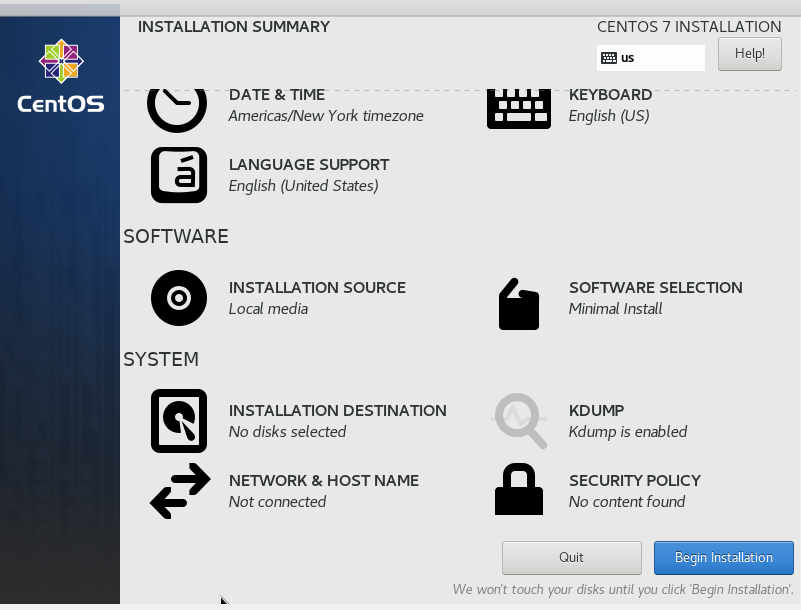 INSTALLATION SUMMARY
CENTOS 7 INSTALLATION
us
Help!
CentOS
DATE & TIME
Americas/New York timezone
KEYBOARD
English (US)
á
LANGUAGE SUPPORT
English (United States)
SOFTWARE
INSTALLATION SOURCE
Local media
SOFTWARE SELECTION
Minimal Install
SYSTEM
INSTALLATION DESTINATION
No disks selected
KDUMP
Kdump is enabled
NETWORK & HOST NAME
Not connected
SECURITY POLICY
No content found
Quit
Begin Installation
We won't touch your disks until you click 'Begin Installation'.